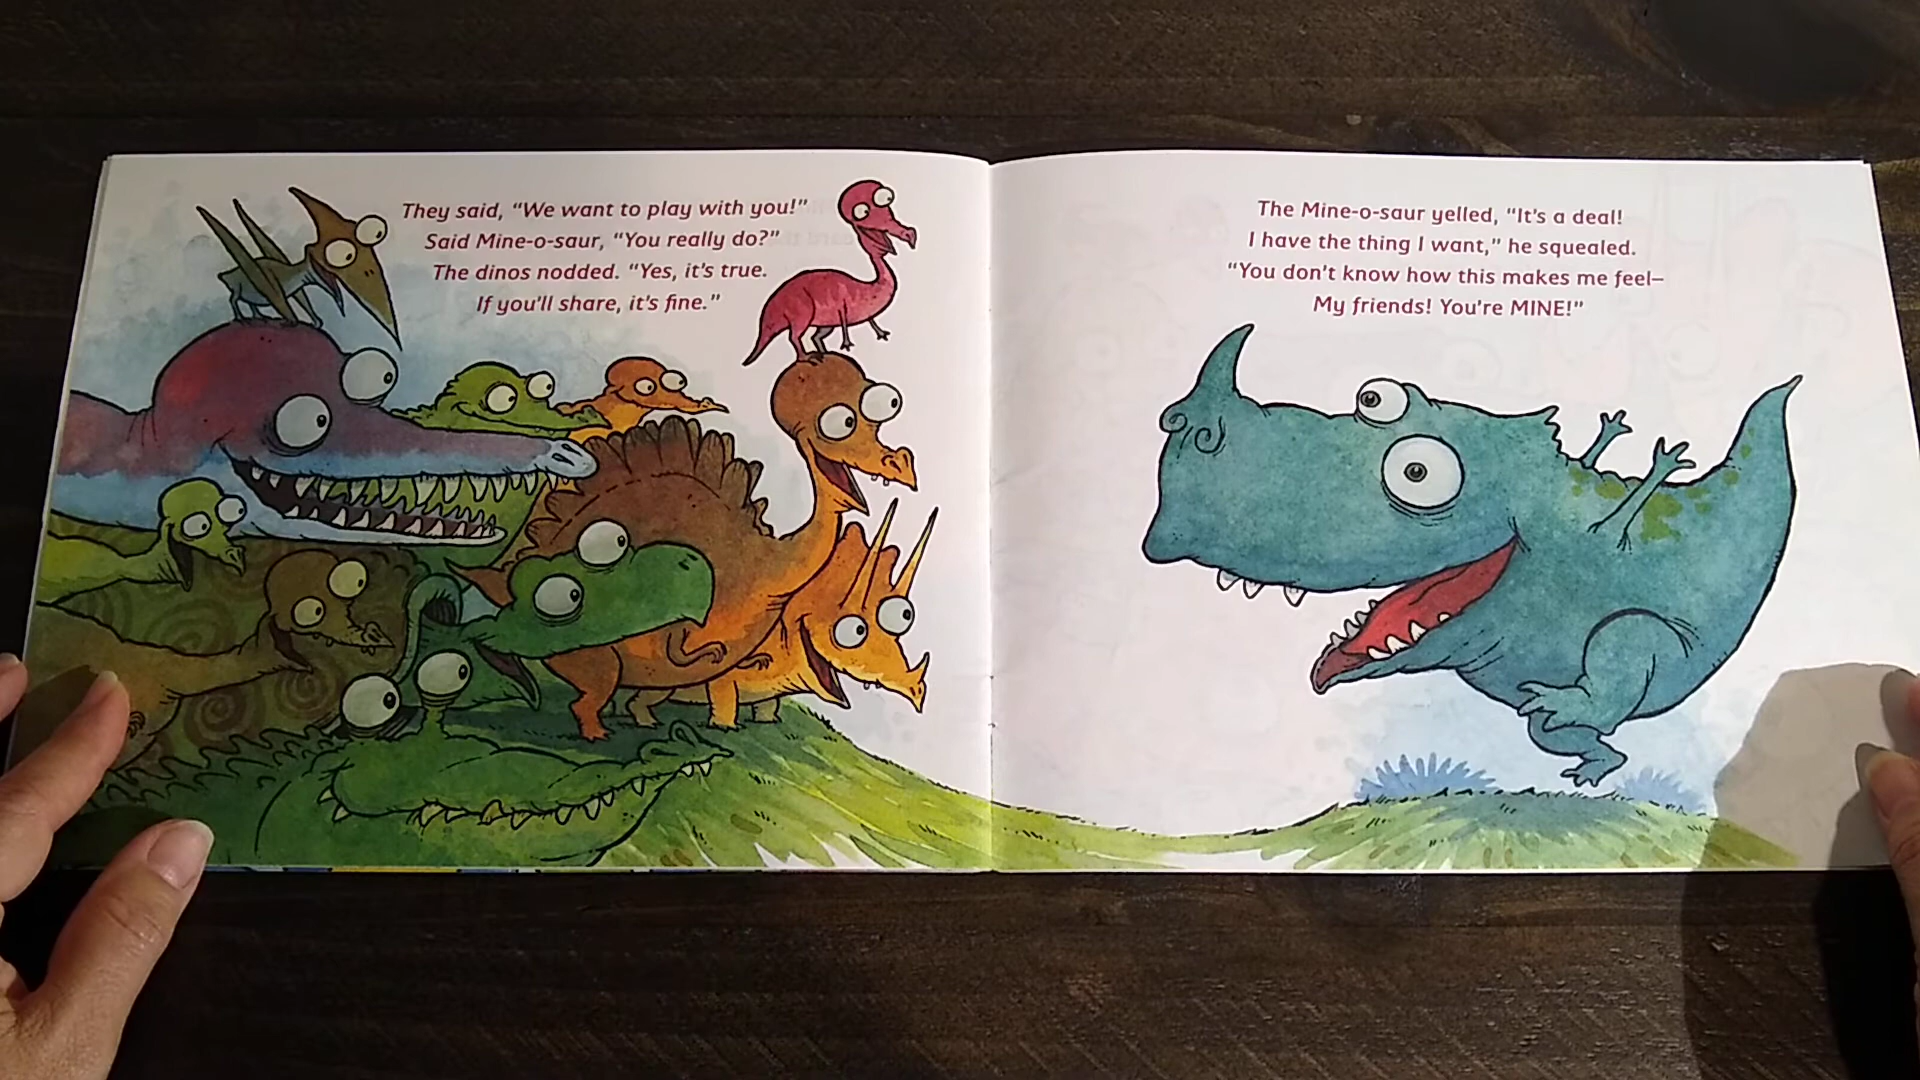 They said, “We want to play with you!”
Said Mine-o-saur, “You really do?”
The dinos nodded. “Yes, it’s true.
If you’ll share, it’s fine.”
The Mine-o-saur yelled, “It’s a deal!
I have the thing I want,” he squealed.
“You don’t know how this makes me feel–
My friends! You’re MINE!”